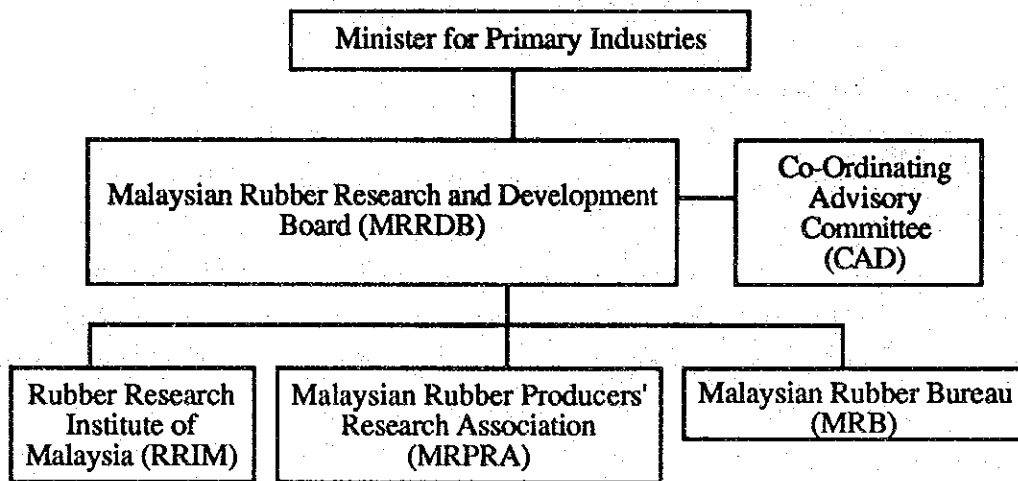 Minister for Primary Industries
Malaysian Rubber Research and Development
Board (MRRDB)
Co-Ordinating
Advisory
Committee
(CAD)
Rubber Research
Institute of
Malaysia (RRIM)
Malaysian Rubber Producers'
Research Association
(MRPRA)
Malaysian Rubber Bureau
(MRB)